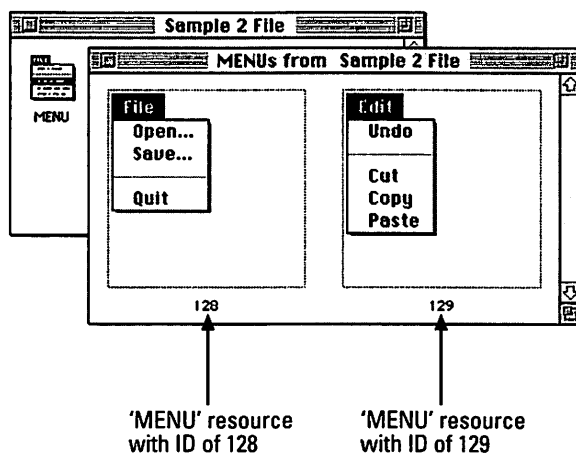 Sample 2 File
MENUs from Sample 2 File
MENU
File
Open...
Save...
Quit
128
Edit
Undo
Cut
Copy
Paste
129
'MENU' resource
with ID of 128
'MENU' resource
with ID of 129